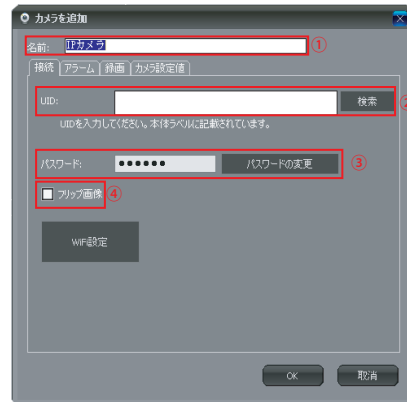 カメラを追加
名前: IPカメラ ①
接続 アラーム 録画 カメラ設定値
UID: 検索 ②
UIDを入力してください。本体ラベルに記載されています。
パスワード: ●●●●●● パスワードの変更 ③
フリップ画像 ④
WiFi設定
OK 取消